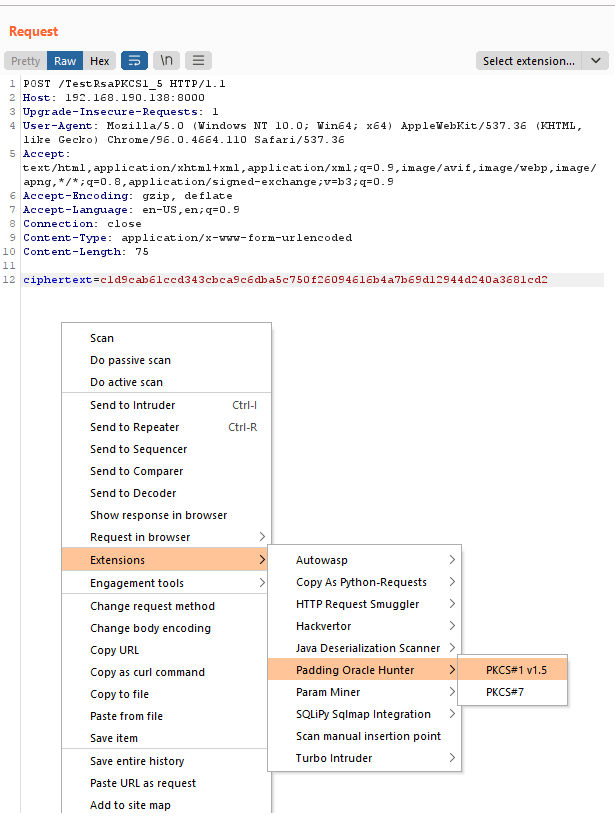 Request
Pretty Raw Hex \n Select extension...
1 POST /TestRsaPKCS1_5 HTTP/1.1
2 Host: 192.168.190.138:8000
3 Upgrade-Insecure-Requests: 1
4 User-Agent: Mozilla/5.0 (Windows NT 10.0; Win64; x64) AppleWebKit/537.36 (KHTML,
like Gecko) Chrome/96.0.4664.110 Safari/537.36
5 Accept:
text/html,application/xhtml+xml,application/xml;q=0.9,image/avif,image/webp,image/
apng,*/*;q=0.8,application/signed-exchange;v=b3;q=0.9
6 Accept-Encoding: gzip, deflate
7 Accept-Language: en-US,en;q=0.9
8 Connection: close
9 Content-Type: application/x-www-form-urlencoded
10 Content-Length: 75
11
12 ciphertext=c1d9cab61ccd343cbca9c6dba5c750f26094616b4a7b69d12944d240a3681cd2
Scan
Do passive scan
Do active scan
Send to Intruder Ctrl-I
Send to Repeater Ctrl-R
Send to Sequencer
Send to Comparer
Send to Decoder
Show response in browser
Request in browser
Extensions
Engagement tools
Change request method
Change body encoding
Copy URL
Copy as curl command
Copy to file
Paste from file
Save item
Save entire history
Paste URL as request
Add to site map
Autowasp
Copy As Python-Requests
HTTP Request Smuggler
Hackvertor
Java Deserialization Scanner
Padding Oracle Hunter
Param Miner
SQLiPy Sqlmap Integration
Scan manual insertion point
Turbo Intruder
PKCS#1 v1.5
PKCS#7